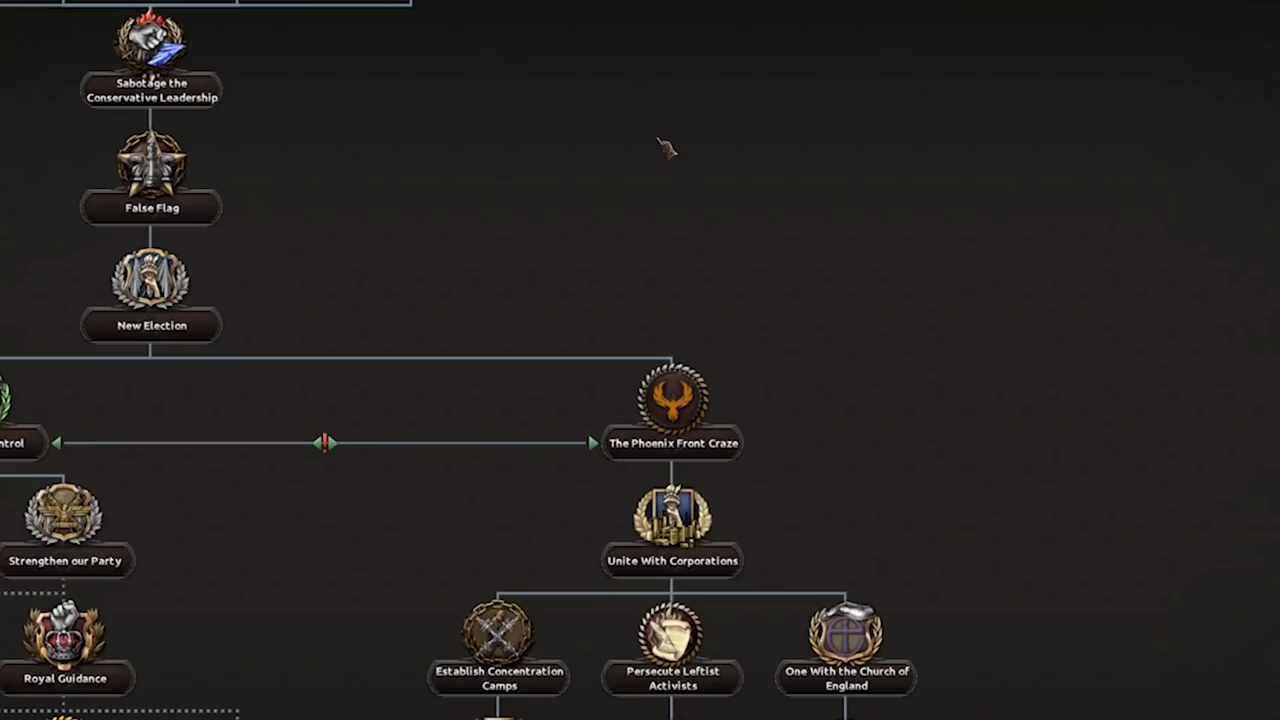 Sabotage the
Conservative Leadership
False Flag
New Election
ntrol
The Phoenix Front Craze
Strengthen our Party
Unite With Corporations
Royal Guidance
Establish Concentration
Camps
Persecute Leftist
Activists
One With the Church of
England